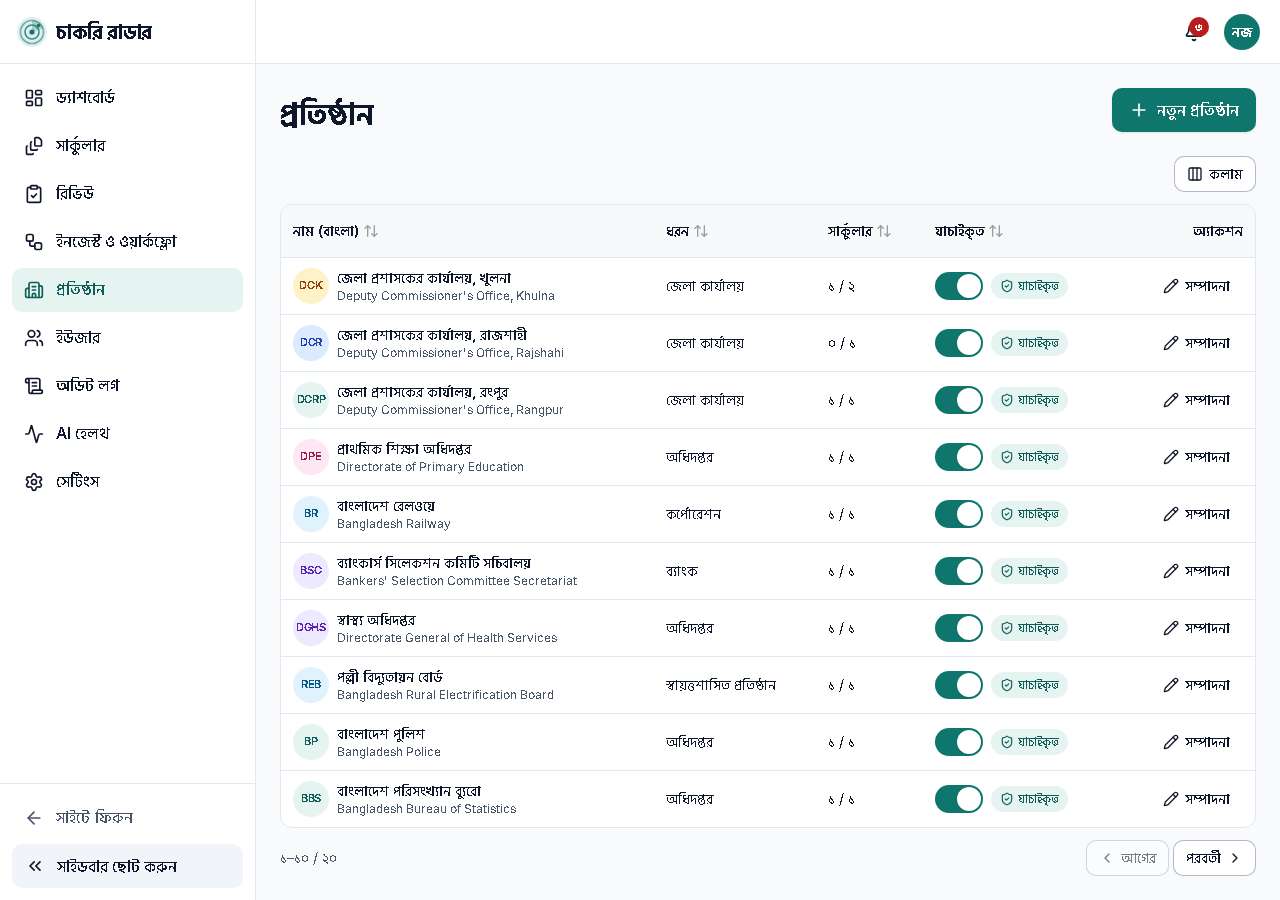 চাকরি রাডার
৩
নজ
ড্যাশবোর্ড
সার্কুলার
রিভিউ
ইনজেস্ট ও ওয়ার্কফ্লো
প্রতিষ্ঠান
ইউজার
অডিট লগ
AI হেলথ
সেটিংস
সাইটে ফিরুন
সাইডবার ছোট করুন
প্রতিষ্ঠান
নতুন প্রতিষ্ঠান
কলাম
নাম (বাংলা) ধরন সার্কুলার যাচাইকৃত অ্যাকশন
DCK জেলা প্রশাসকের কার্যালয়, খুলনা জেলা কার্যালয় ১ / ২ যাচাইকৃত সম্পাদনা
Deputy Commissioner's Office, Khulna
DCR জেলা প্রশাসকের কার্যালয়, রাজশাহী জেলা কার্যালয় ০ / ১ যাচাইকৃত সম্পাদনা
Deputy Commissioner's Office, Rajshahi
DCRP জেলা প্রশাসকের কার্যালয়, রংপুর জেলা কার্যালয় ১ / ১ যাচাইকৃত সম্পাদনা
Deputy Commissioner's Office, Rangpur
DPE প্রাথমিক শিক্ষা অধিদপ্তর অধিদপ্তর ১ / ১ যাচাইকৃত সম্পাদনা
Directorate of Primary Education
BR বাংলাদেশ রেলওয়ে কর্পোরেশন ১ / ১ যাচাইকৃত সম্পাদনা
Bangladesh Railway
BSC ব্যাংকার্স সিলেকশন কমিটি সচিবালয় ব্যাংক ১ / ১ যাচাইকৃত সম্পাদনা
Bankers' Selection Committee Secretariat
DGHS স্বাস্থ্য অধিদপ্তর অধিদপ্তর ১ / ১ যাচাইকৃত সম্পাদনা
Directorate General of Health Services
REB পল্লী বিদ্যুতায়ন বোর্ড স্বায়ত্তশাসিত প্রতিষ্ঠান ১ / ১ যাচাইকৃত সম্পাদনা
Bangladesh Rural Electrification Board
BP বাংলাদেশ পুলিশ অধিদপ্তর ১ / ১ যাচাইকৃত সম্পাদনা
Bangladesh Police
BBS বাংলাদেশ পরিসংখ্যান ব্যুরো অধিদপ্তর ১ / ১ যাচাইকৃত সম্পাদনা
Bangladesh Bureau of Statistics
১–১০ / ২০ আগের পরবর্তী